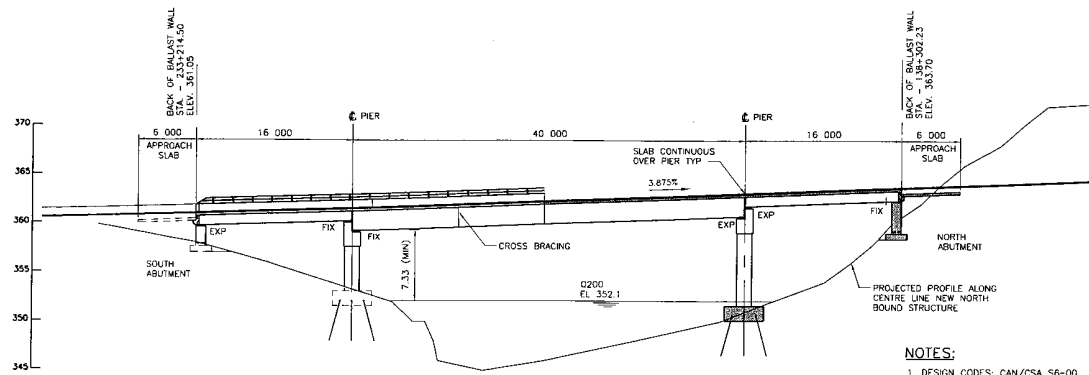 BACK OF BALLAST WALL
STA. - 233+214.50
ELEV. 361.05
BACK OF BALLAST WALL
STA. - 138+302.23
ELEV. 363.70
℄ PIER
℄ PIER
6 000
16 000
40 000
16 000
6 000
APPROACH
SLAB
APPROACH
SLAB
SLAB CONTINUOUS
OVER PIER TYP
3.875%
370
365
360
355
350
345
EXP
FIX
FIX
EXP
EXP
FIX
CROSS BRACING
SOUTH
ABUTMENT
NORTH
ABUTMENT
7.33 (MIN)
Q200
EL 352.1
PROJECTED PROFILE ALONG
CENTRE LINE NEW NORTH
BOUND STRUCTURE
NOTES:
1. DESIGN CODES: CAN/CSA S6-00